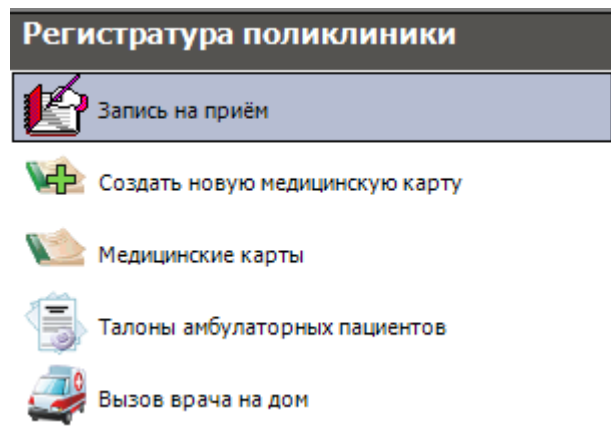 Регистратура поликлиники
Запись на приём
Создать новую медицинскую карту
Медицинские карты
Талоны амбулаторных пациентов
Вызов врача на дом